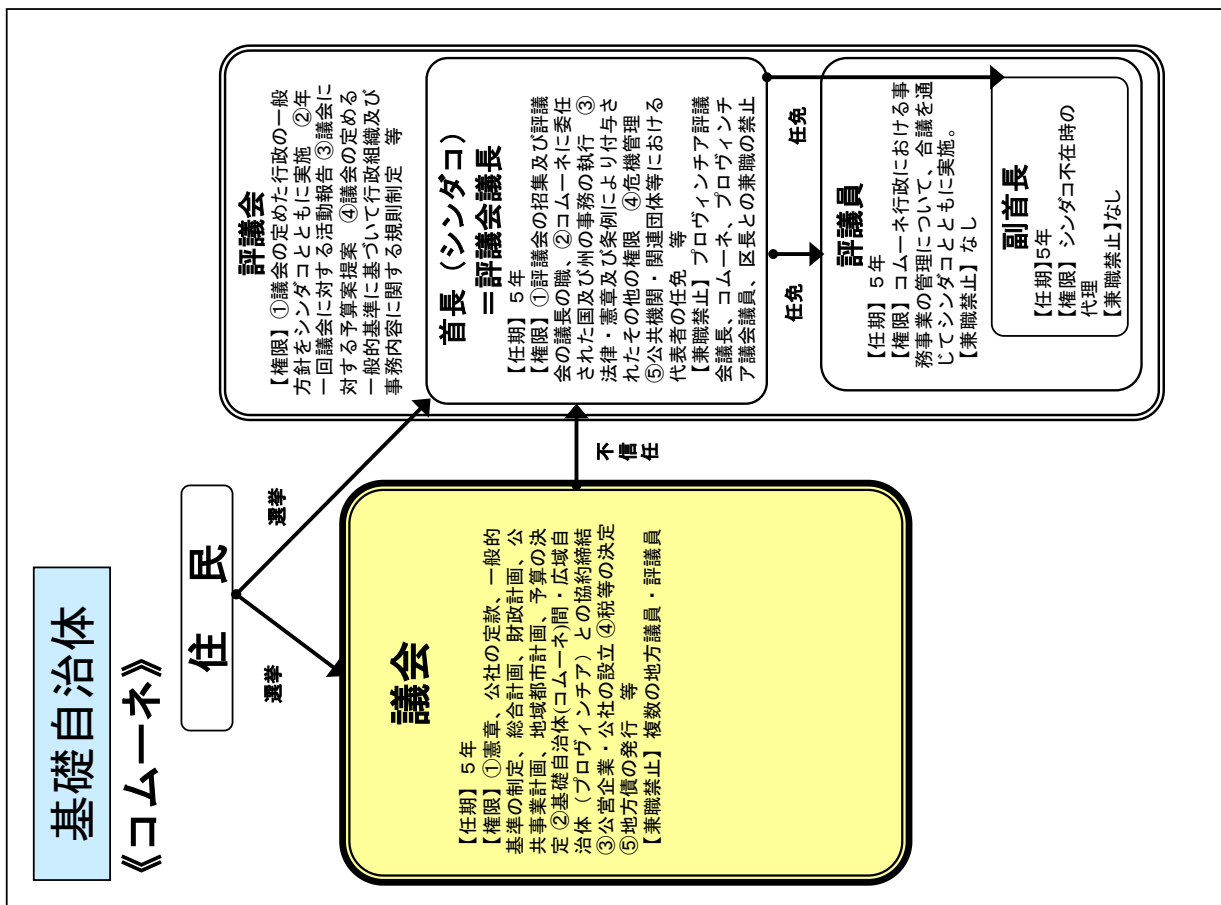 基礎自治体
《コムーネ》
住　民
選挙
選挙
議会
【任期】５年
【権限】①憲章、公社の定款、一般的
基準の制定、総合計画、財政計画、公
共事業計画、地域都市計画、予算の決
定 ②基礎自治体(コムーネ)間・広域自
治体（プロヴィンチア）との協約締結
③公営企業・公社の設立 ④税等の決定
⑤地方債の発行　等
【兼職禁止】複数の地方議員・評議員
不信任
評議会
【権限】①議会の定めた行政の一般
方針をシンダコとともに実施　②年
一回議会に対する活動報告 ③議会に
対する予算案提案　④議会の定める
一般的基準に基づいて行政組織及び
事務内容に関する規則制定　等
首長（シンダコ）
＝評議会議長
【任期】５年
【権限】①評議会の招集及び評議
会の議長の職、②コムーネに委任
された国及び州の事務の執行　③
法律・憲章及び条例により付与さ
れたその他の権限　④危機管理
⑤公共機関・関連団体等における
代表者の任免　等
【兼職禁止】プロヴィンチア評議
会議長、コムーネ、プロヴィンチ
ア議会議員、区長との兼職の禁止
任免
任免
評議員
【任期】５年
【権限】コムーネ行政における事
務事業の管理について、合議を通
じてシンダコとともに実施。
【兼職禁止】なし
副首長
【任期】5年
【権限】シンダコ不在時の
代理
【兼職禁止】なし